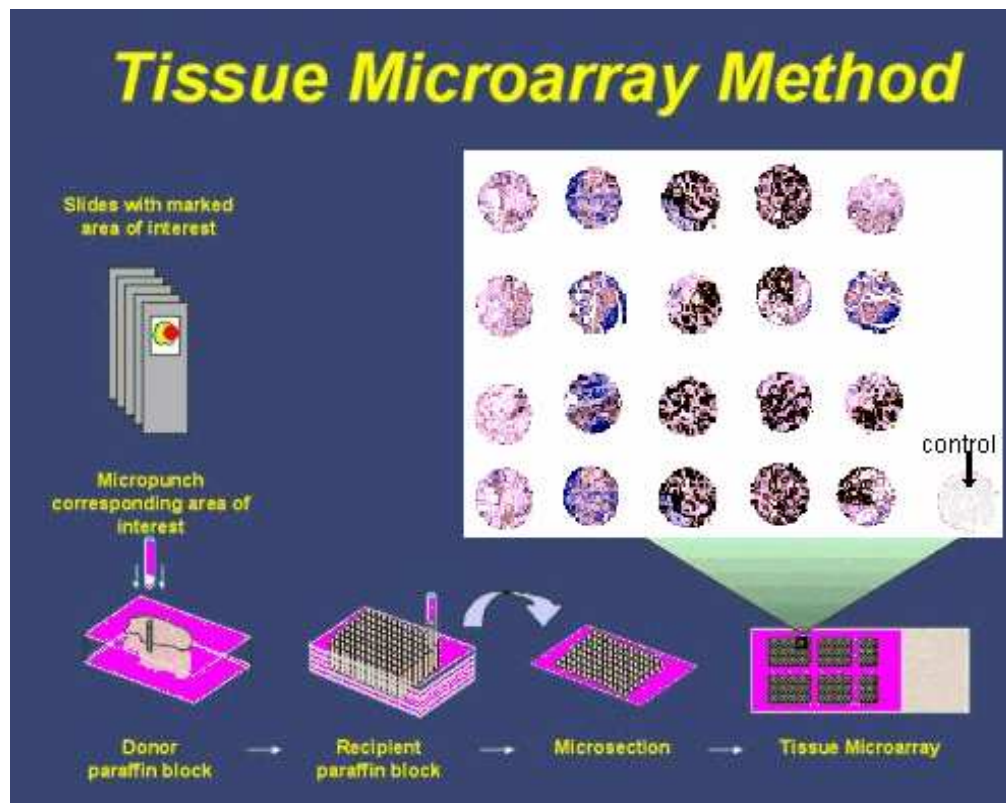 Tissue Microarray Method
Slides with marked
area of interest
control
Micropunch
corresponding area of
interest
Donor
paraffin block
Recipient
paraffin block
Microsection
Tissue Microarray